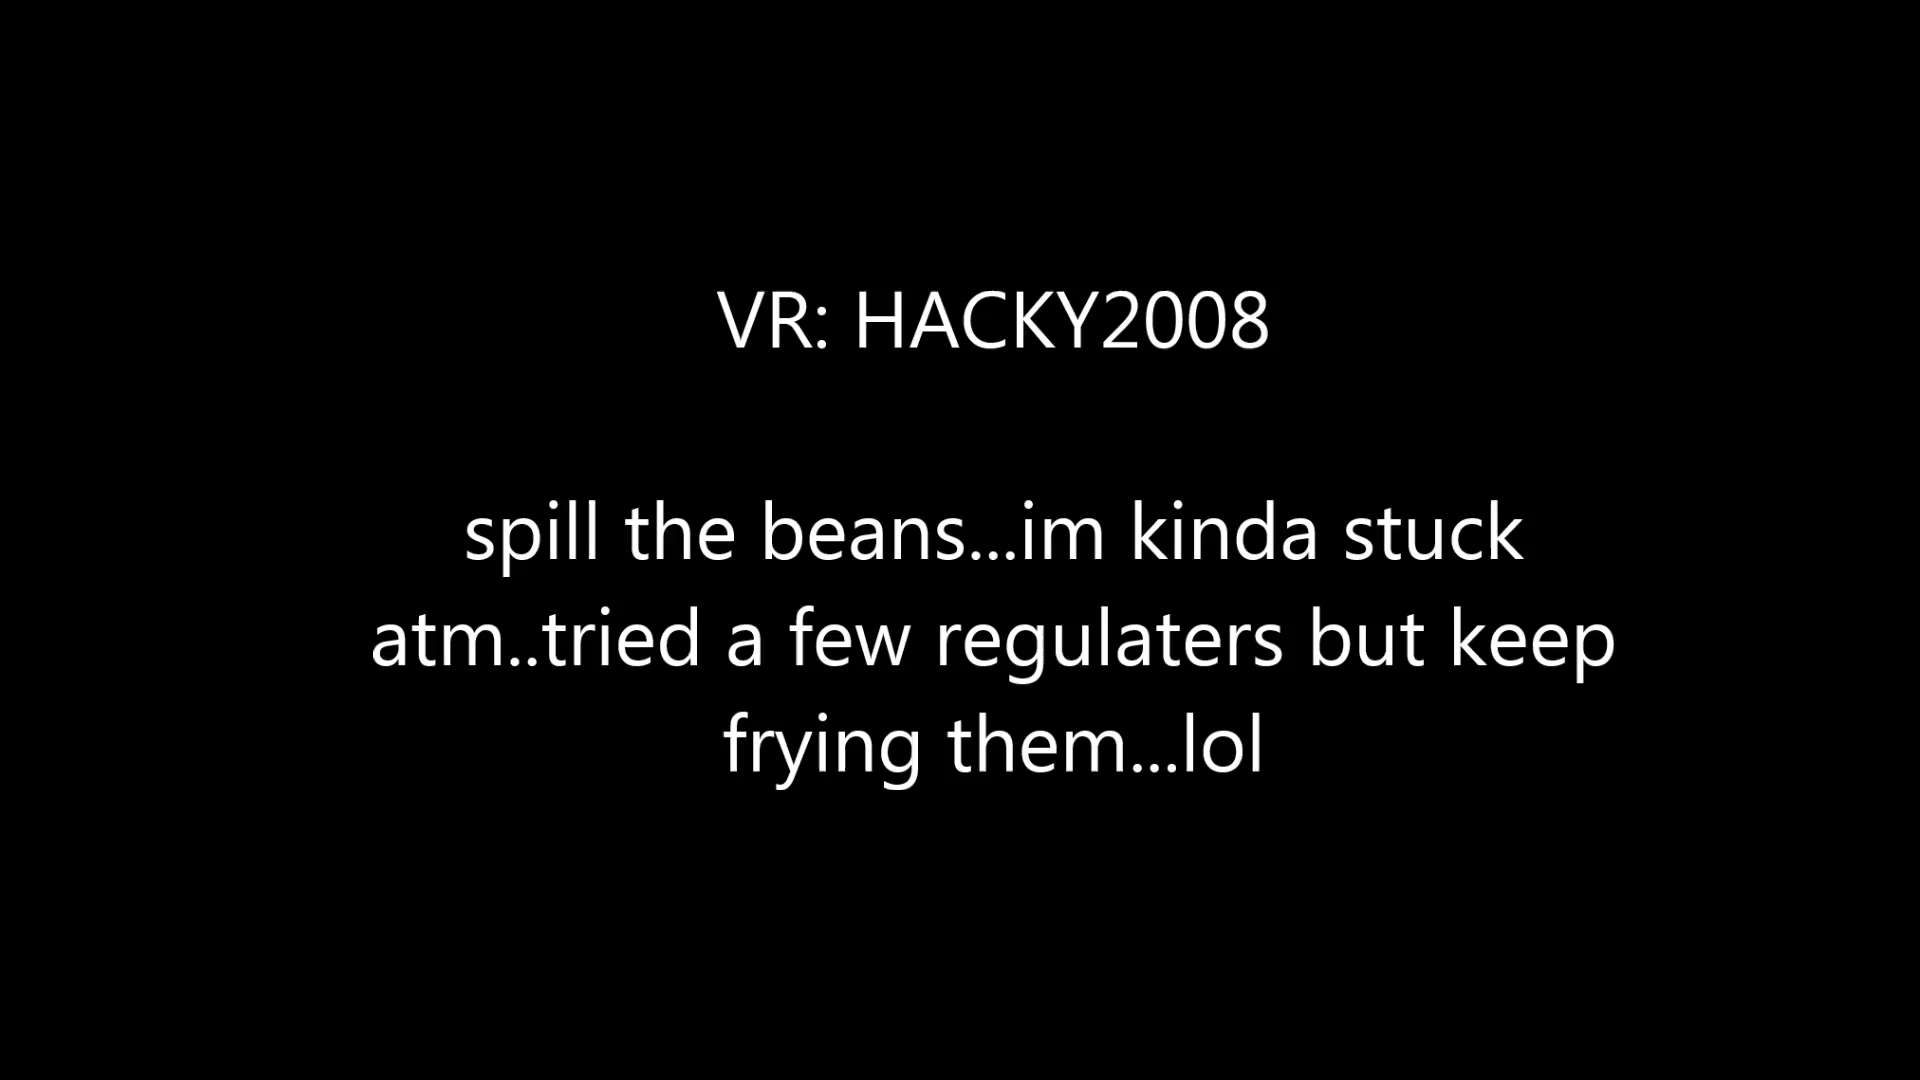 VR: HACKY2008
spill the beans...im kinda stuck
atm..tried a few regulaters but keep
frying them...lol